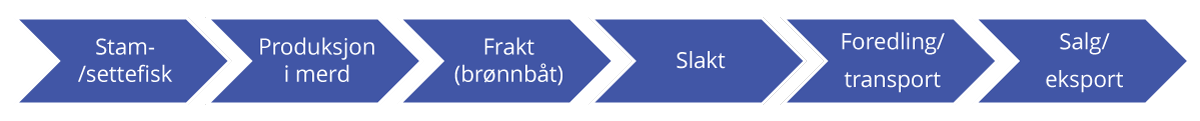 Stam-
/settefisk
Produksjon
i merd
Frakt
(brønnbåt)
Slakt
Foredling/
transport
Salg/
eksport